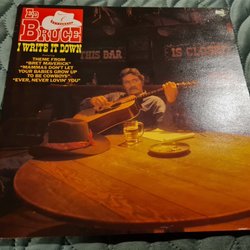 Ed
BRUCE
I WRITE IT DOWN
THEME FROM
"BRET MAVERICK"
"MAMMAS DON'T LET
YOUR BABIES GROW UP
TO BE COWBOYS"
"EVER, NEVER LOVIN' YOU"
THIS BAR
IS CL